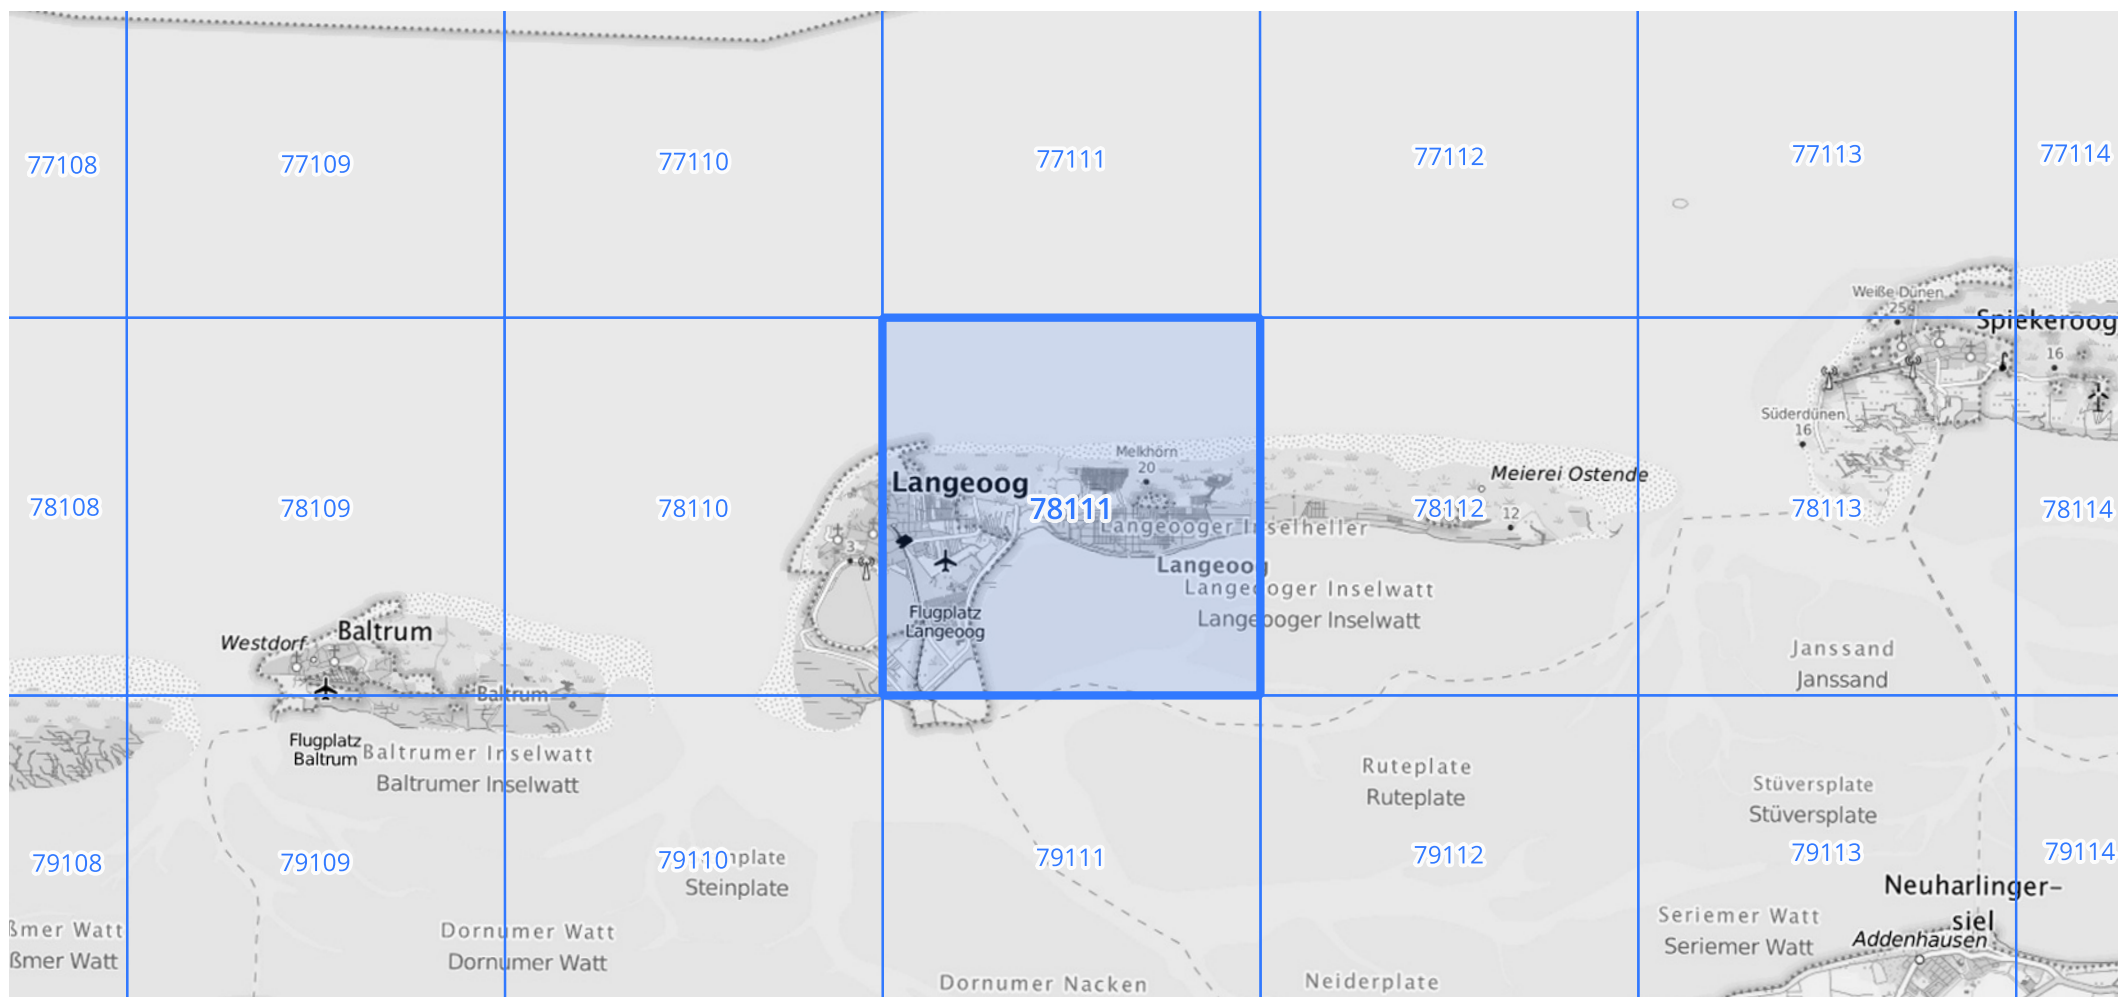 77108
77109
77110
77111
77112
77113
77114
Weiße Dünen
25
Spiekeroog
16
Süderdünen
16
78108
78109
78110
Langeoog
Melkhörn
20
78111
Meierei Ostende
78112
12
78113
78114
Langeooger Inselheller
3
Langeoog
Langeooger Inselwatt
Langeooger Inselwatt
Flugplatz
Langeoog
Westdorf
Baltrum
Baltrum
Janssand
Janssand
Flugplatz
Baltrum
Baltrumer Inselwatt
Baltrumer Inselwatt
Ruteplate
Ruteplate
Stüversplate
Stüversplate
79108
79109
79110
nplate
Steinplate
79111
79112
79113
79114
Neuharlinger-
siel
Addenhausen
ßmer Watt
ßmer Watt
Dornumer Watt
Dornumer Watt
Seriemer Watt
Seriemer Watt
Dornumer Nacken
Neiderplate